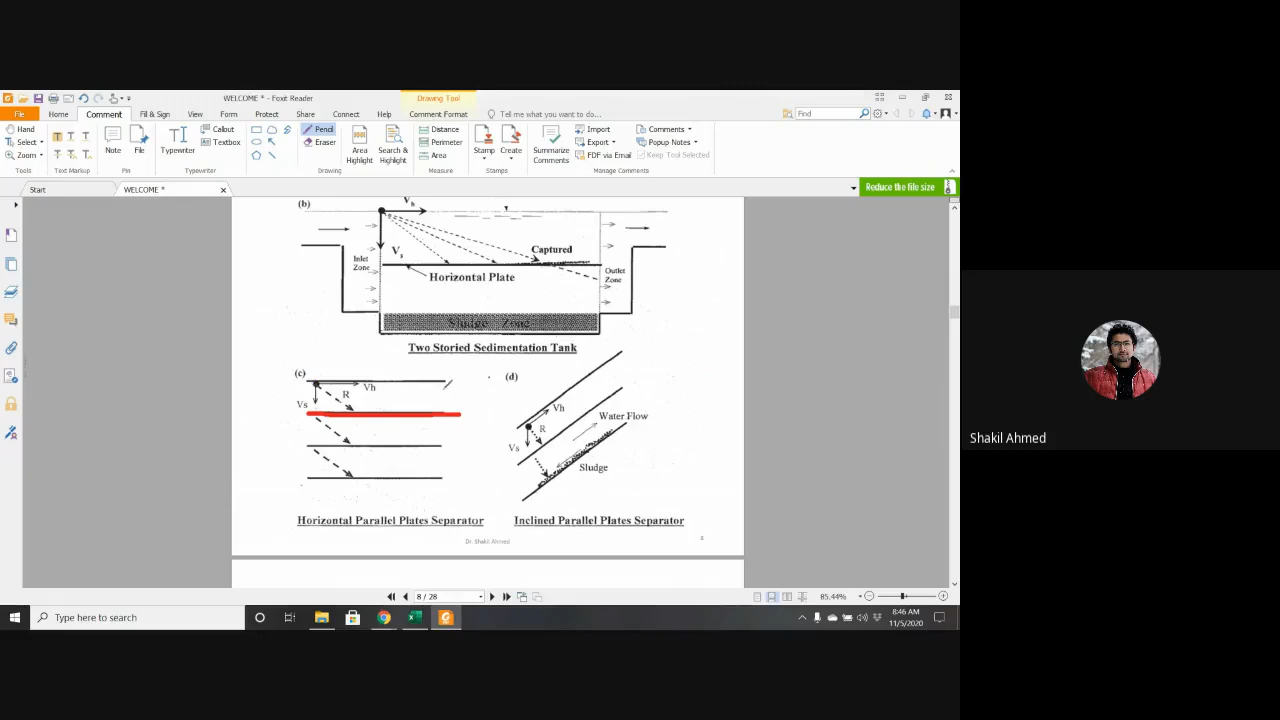 WELCOME * - Foxit Reader
Drawing Tool
File Home Comment Fill & Sign View Form Protect Share Connect Help Comment Format Tell me what you want to do... Find
Hand
Select
Zoom
Tools
Text Markup
Note
File
Pin
Typewriter
Callout
Textbox
Typewriter
Pencil
Eraser
Drawing
Area Highlight
Search & Highlight
Distance
Perimeter
Area
Measure
Stamp
Create
Stamps
Summarize Comments
Import
Export
FDF via Email
Comments
Popup Notes
Keep Tool Selected
Manage Comments
Start
WELCOME *
Reduce the file size
(b)
Vh
Vs
Captured
Inlet Zone
Outlet Zone
Horizontal Plate
Sludge Zone
Two Storied Sedimentation Tank
(c)
Vh
R
Vs
(d)
Vh
R
Vs
Water Flow
Sludge
Horizontal Parallel Plates Separator
Inclined Parallel Plates Separator
Dr. Shakil Ahmed
8
8 / 28
85.44%
Type here to search
8:46 AM
11/5/2020
Shakil Ahmed